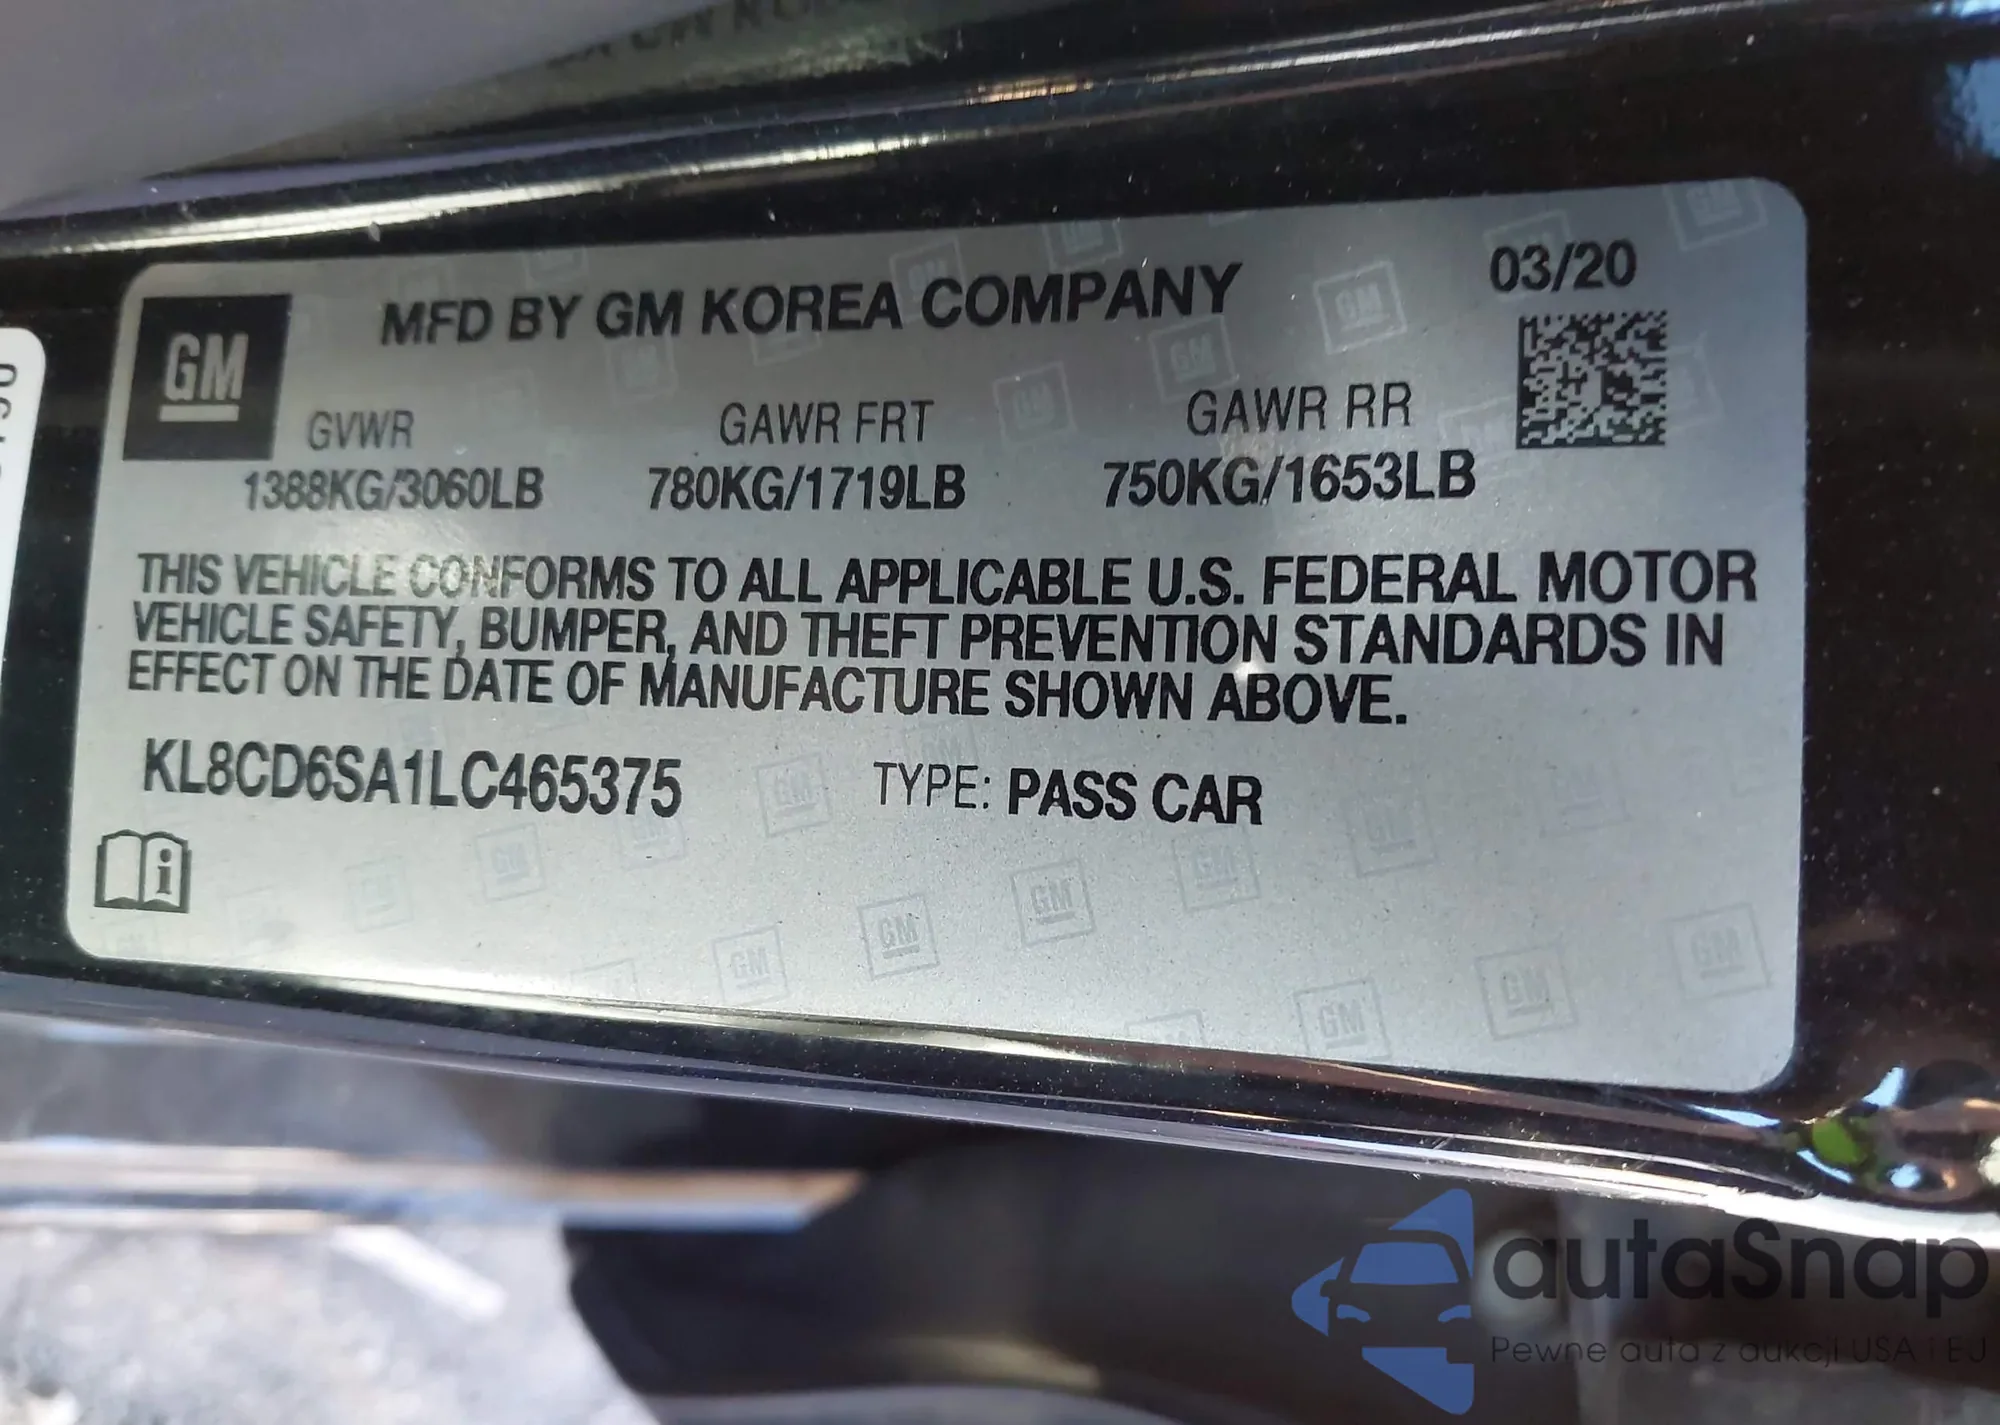 MFD BY GM KOREA COMPANY
03/20
GM
GVWR GAWR FRT GAWR RR
1388KG/3060LB 780KG/1719LB 750KG/1653LB
THIS VEHICLE CONFORMS TO ALL APPLICABLE U.S. FEDERAL MOTOR
VEHICLE SAFETY, BUMPER, AND THEFT PREVENTION STANDARDS IN
EFFECT ON THE DATE OF MANUFACTURE SHOWN ABOVE.
KL8CD6SA1LC465375 TYPE: PASS CAR
autaSnap
Pewne auta z aukcji USA i EJ